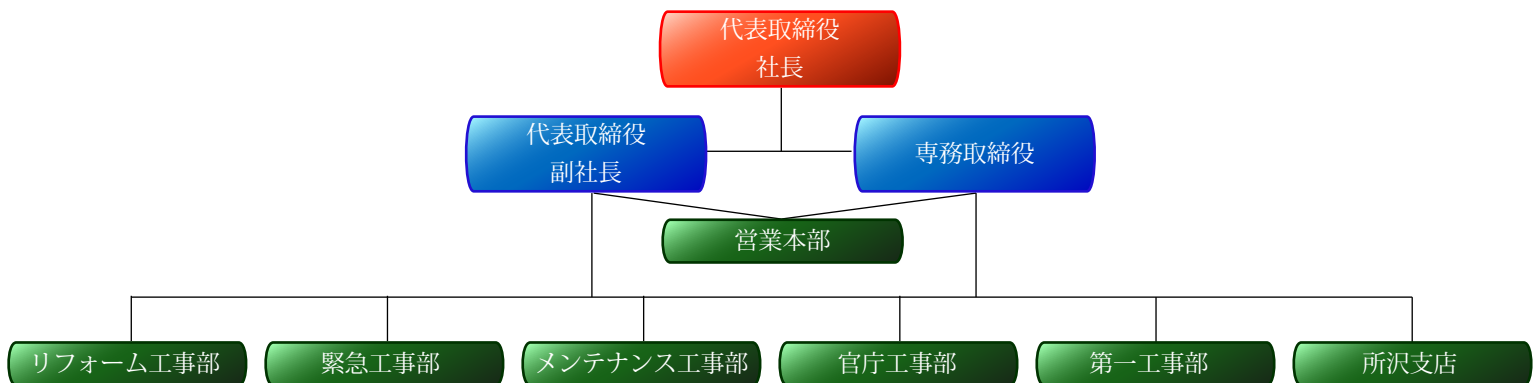 代表取締役
社長
代表取締役
副社長
専務取締役
営業本部
リフォーム工事部
緊急工事部
メンテナンス工事部
官庁工事部
第一工事部
所沢支店